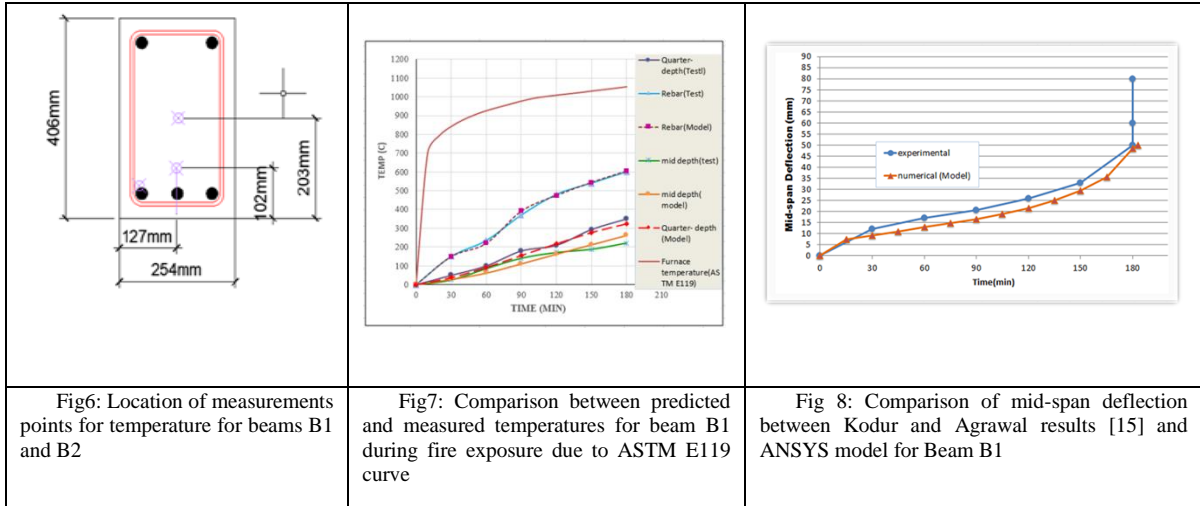 406mm
203mm
102mm
127mm
254mm
1200
1100
1000
900
800
700
600
500
400
300
200
100
0
TEMP (C)
0 30 60 90 120 150 180 210
TIME (MIN)
Quarter-
depth(Testl)
Rebar(Test)
Rebar(Model)
mid depth(test)
mid depth(
model)
Quarter- depth
(Model)
Furnace
temperature(AS
TM E119)
90
85
80
75
70
65
60
55
50
45
40
35
30
25
20
15
10
5
0
Mid-span Deflection (mm)
experimental
numerical (Model)
0 30 60 90 120 150 180
Time(min)
Fig6: Location of measurements
points for temperature for beams B1
and B2
Fig7: Comparison between predicted
and measured temperatures for beam B1
during fire exposure due to ASTM E119
curve
Fig 8: Comparison of mid-span deflection
between Kodur and Agrawal results [15] and
ANSYS model for Beam B1